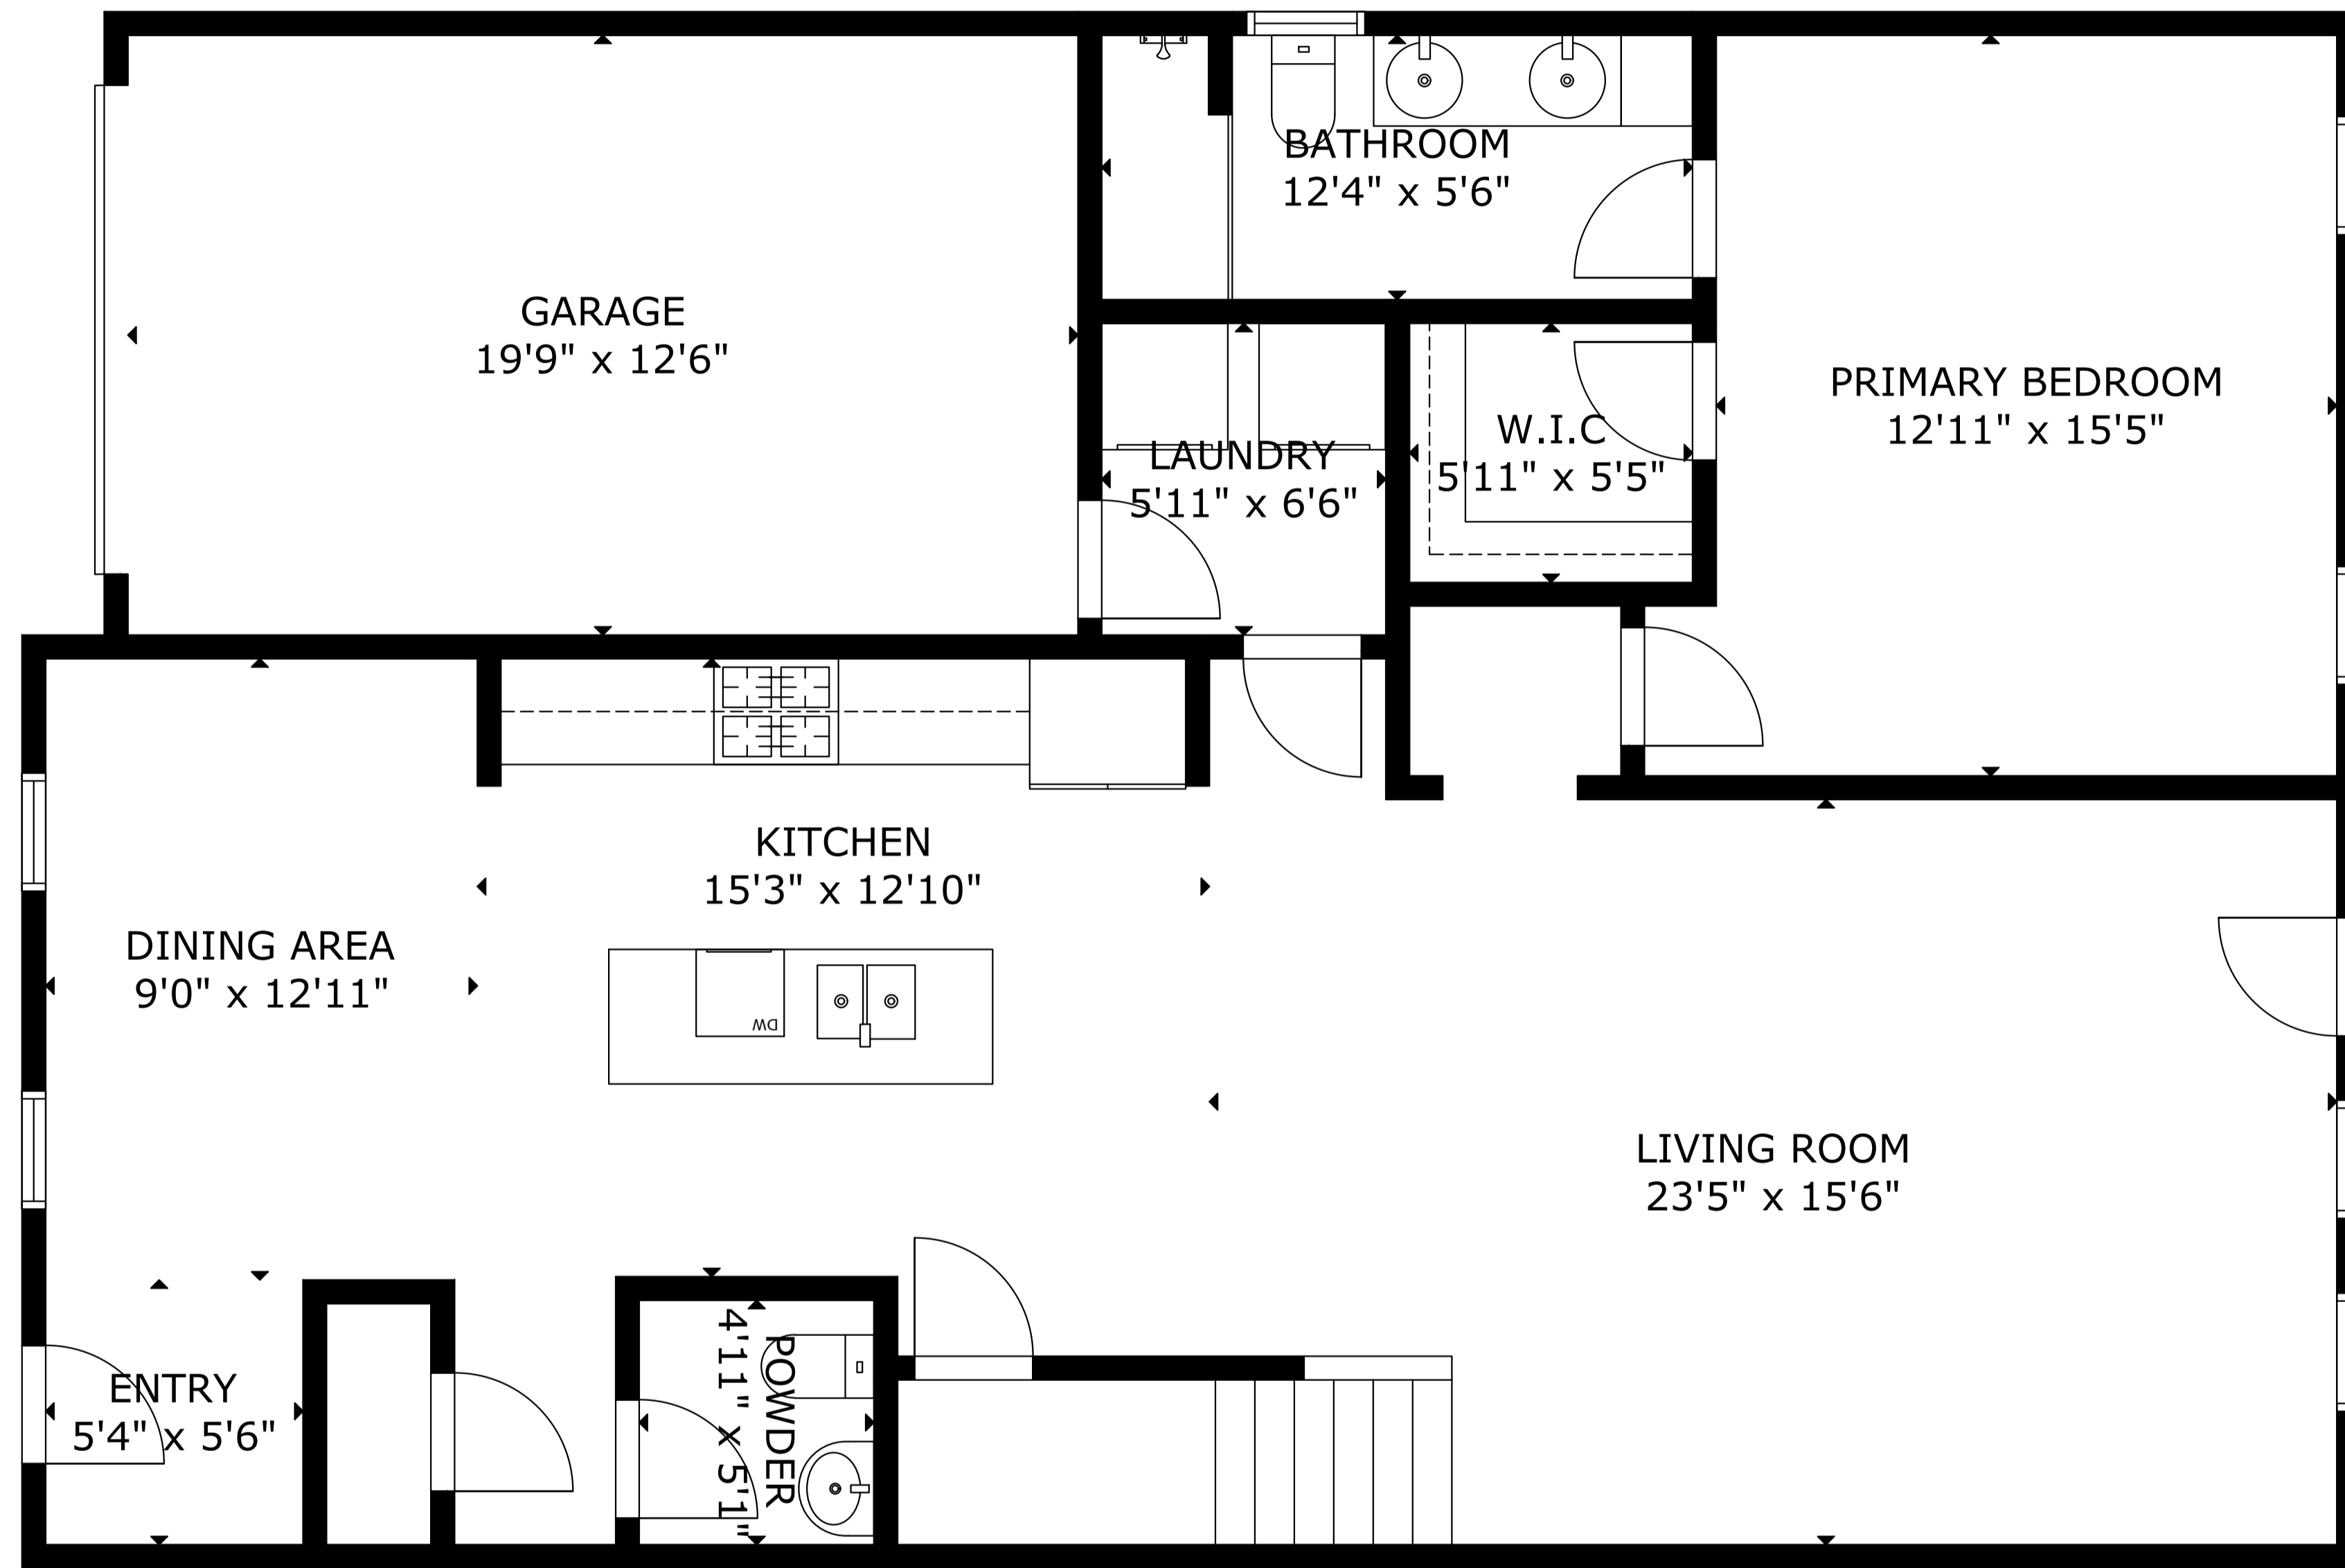 BATHROOM
12'4" x 5'6"
GARAGE
19'9" x 12'6"
PRIMARY BEDROOM
12'11" x 15'5"
W.I.C
5'11" x 5'5"
LAUNDRY
5'11" x 6'6"
KITCHEN
15'3" x 12'10"
DINING AREA
9'0" x 12'11"
DW
LIVING ROOM
23'5" x 15'6"
ENTRY
5'4" x 5'6"
POWDER
4'11" x 5'1"